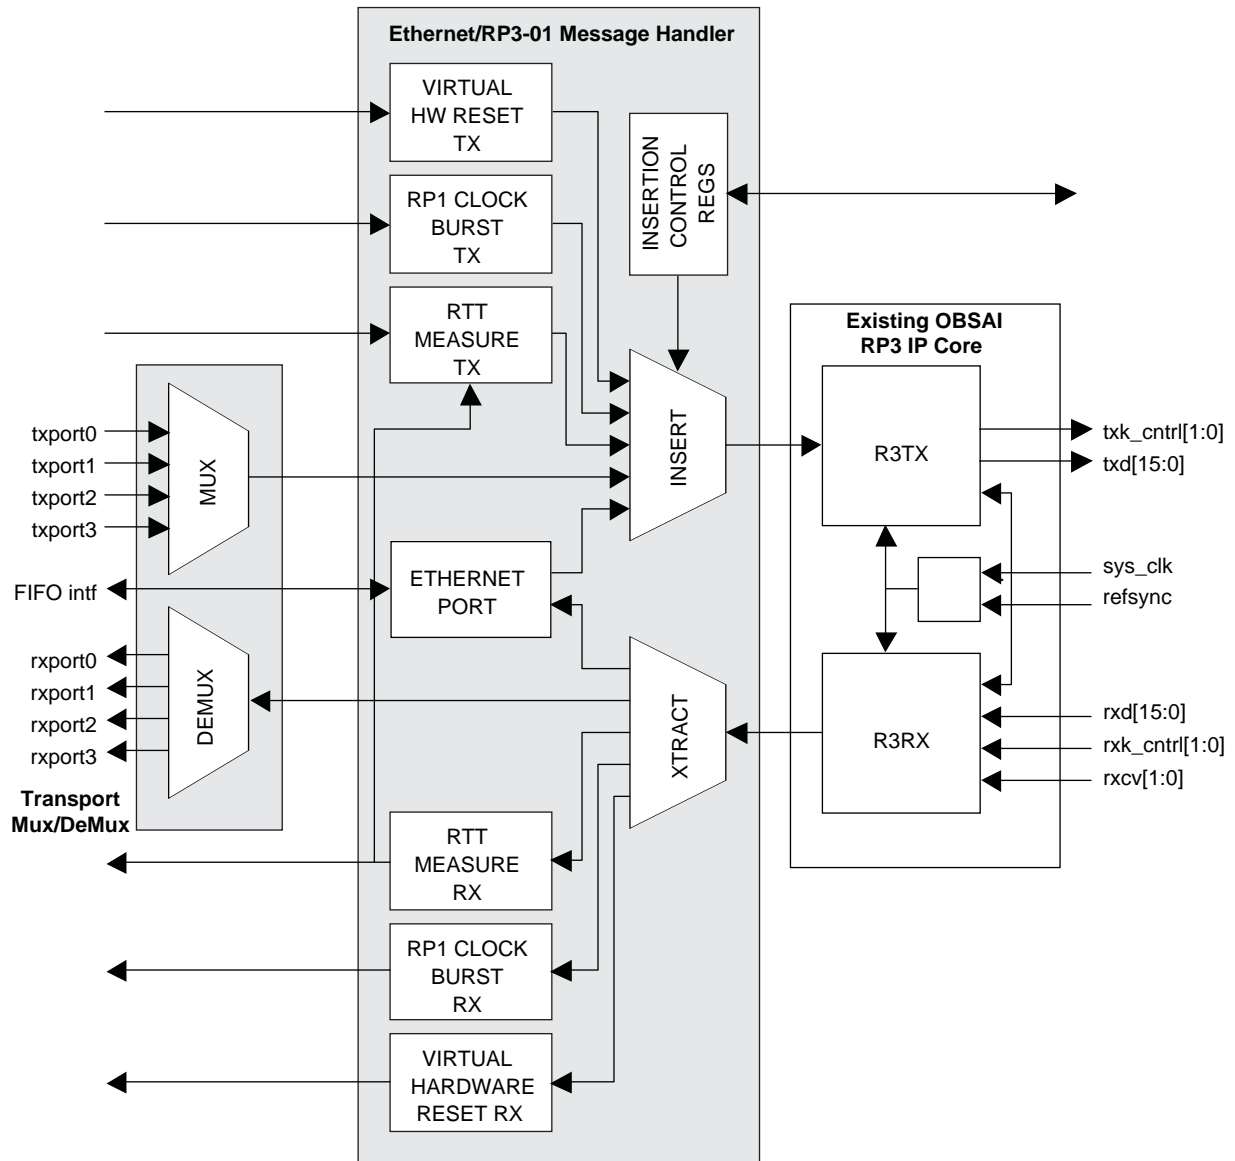 Ethernet/RP3-01 Message Handler
VIRTUAL
HW RESET
TX
INSERTION
CONTROL
REGS
RP1 CLOCK
BURST
TX
RTT
MEASURE
TX
Existing OBSAI
RP3 IP Core
txport0
txport1
txport2
txport3
MUX
INSERT
R3TX
txk_cntrl[1:0]
txd[15:0]
FIFO intf
ETHERNET
PORT
sys_clk
refsync
rxport0
rxport1
rxport2
rxport3
DEMUX
XTRACT
R3RX
rxd[15:0]
rxk_cntrl[1:0]
rxcv[1:0]
Transport
Mux/DeMux
RTT
MEASURE
RX
RP1 CLOCK
BURST
RX
VIRTUAL
HARDWARE
RESET RX